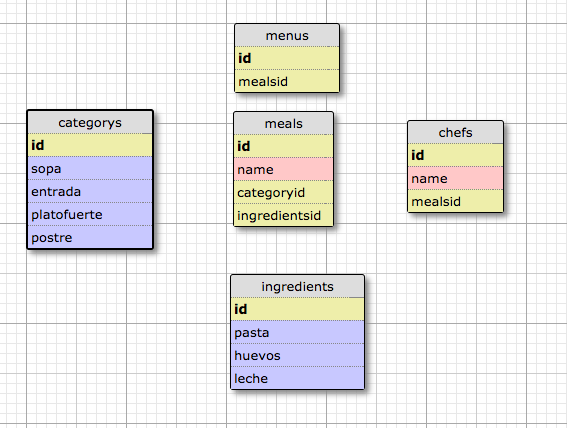 menus
id
mealsid
categorys
id
sopa
entrada
platofuerte
postre
meals
id
name
categoryid
ingredientsid
chefs
id
name
mealsid
ingredients
id
pasta
huevos
leche